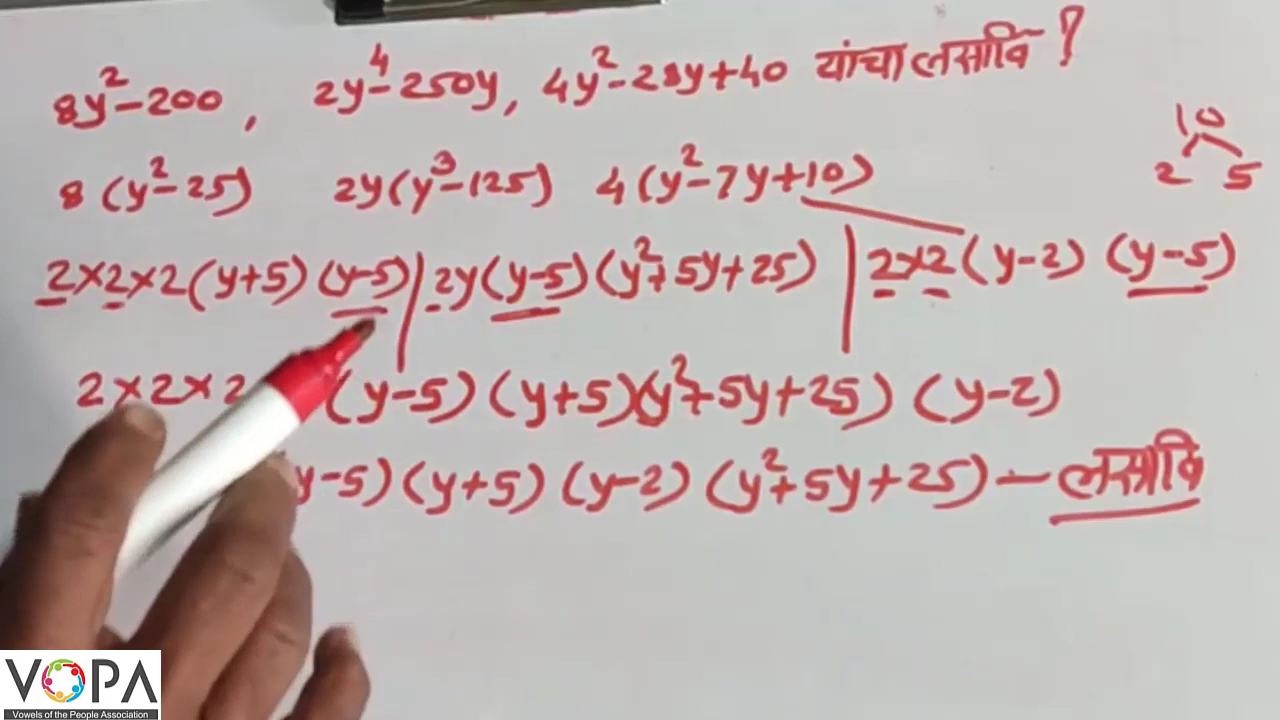 8y²-200, 2y⁴-250y, 4y²-28y+40 यांचा लसावि ?
8 (y²-25) 2y(y³-125) 4(y²-7y+10)
10
2 5
2×2×2(y+5)(y-5) | 2y(y-5)(y²+5y+25) | 2×2(y-2)(y-5)
2×2×2 (y-5)(y+5)(y²+5y+25)(y-2)
y-5)(y+5)(y-2)(y²+5y+25) - लसावि
VOPA
Vowels of the People Association